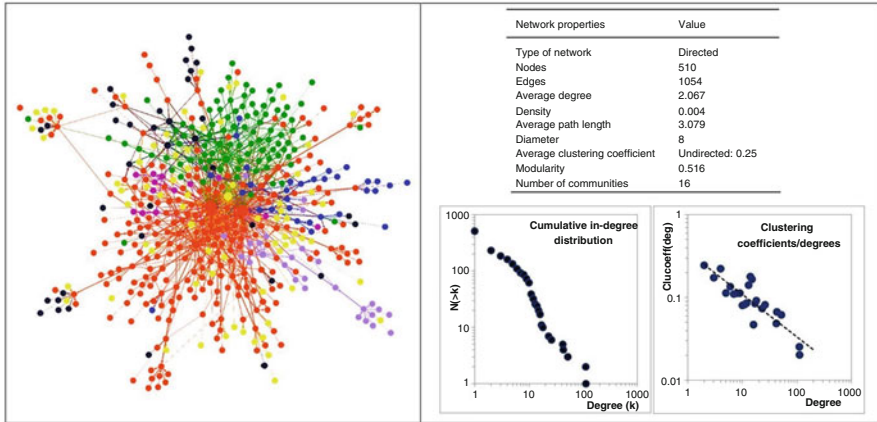 Network properties Value
Type of network Directed
Nodes 510
Edges 1054
Average degree 2.067
Density 0.004
Average path length 3.079
Diameter 8
Average clustering coefficient Undirected: 0.25
Modularity 0.516
Number of communities 16
Cumulative in-degree
distribution
N(>k)
1000
100
10
1
1 10 100 1000
Degree (k)
Clustering
coefficients/degrees
Clucoeff(deg)
1
0.1
0.01
1 10 100 1000
Degree